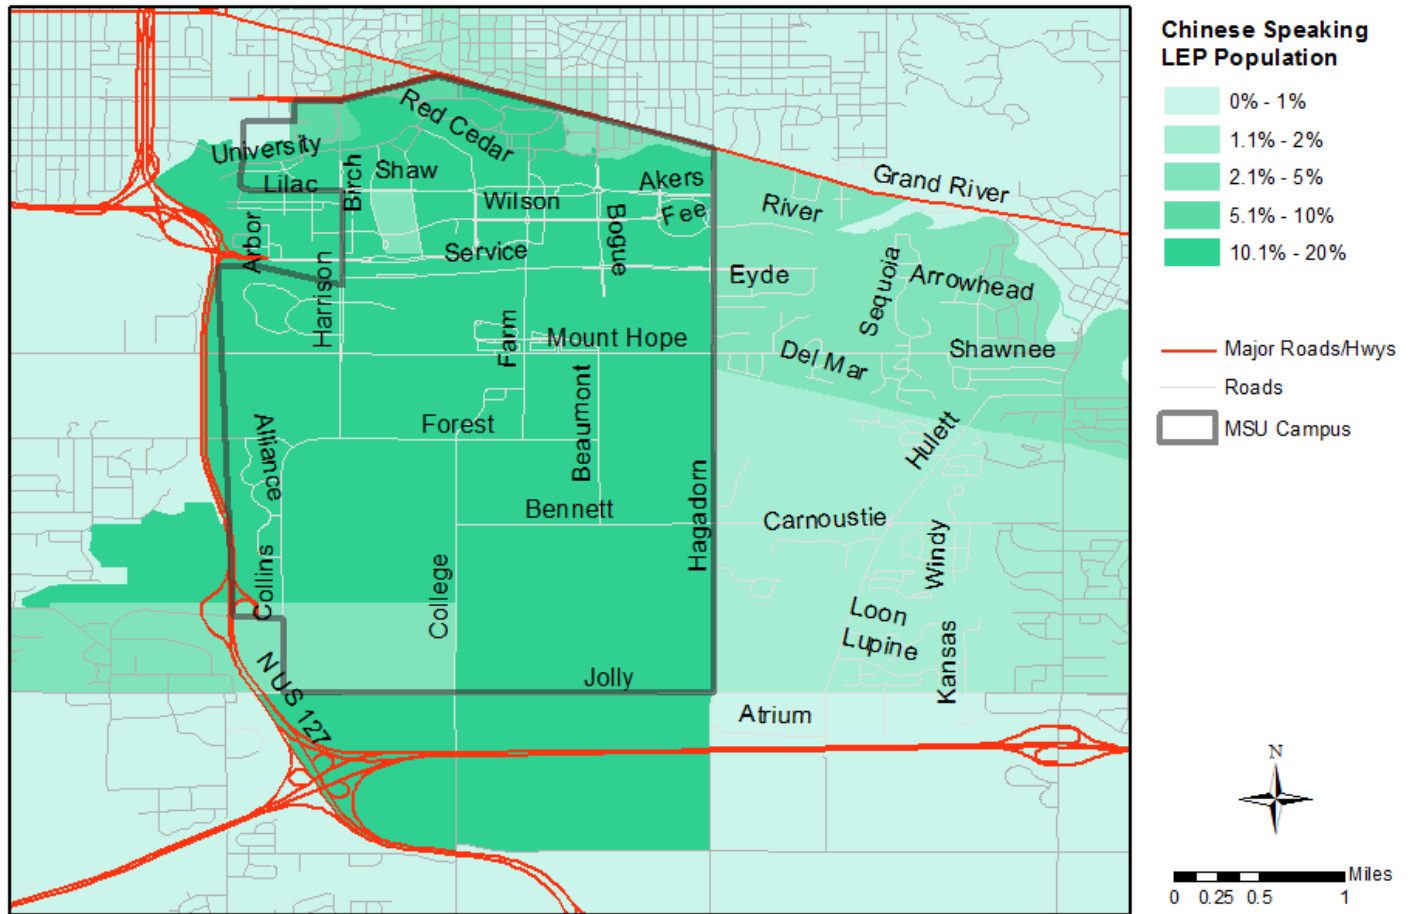 Red Cedar
University
Shaw
Birch
Lilac
Wilson
Akers
Fee
Grand River
River
Arbor
Service
Bogue
Harrison
Eyde
Sequoia
Arrowhead
Farm
Mount Hope
Del Mar
Shawnee
Beaumont
Forest
Alliance
Hulett
Bennett
Hagadorn
Carnoustie
Windy
Collins
College
Loon
Lupine
Kansas
NUS 127
Jolly
Atrium
Chinese Speaking
LEP Population
0% - 1%
1.1% - 2%
2.1% - 5%
5.1% - 10%
10.1% - 20%
Major Roads/Hwys
Roads
MSU Campus
N
Miles
0 0.25 0.5 1